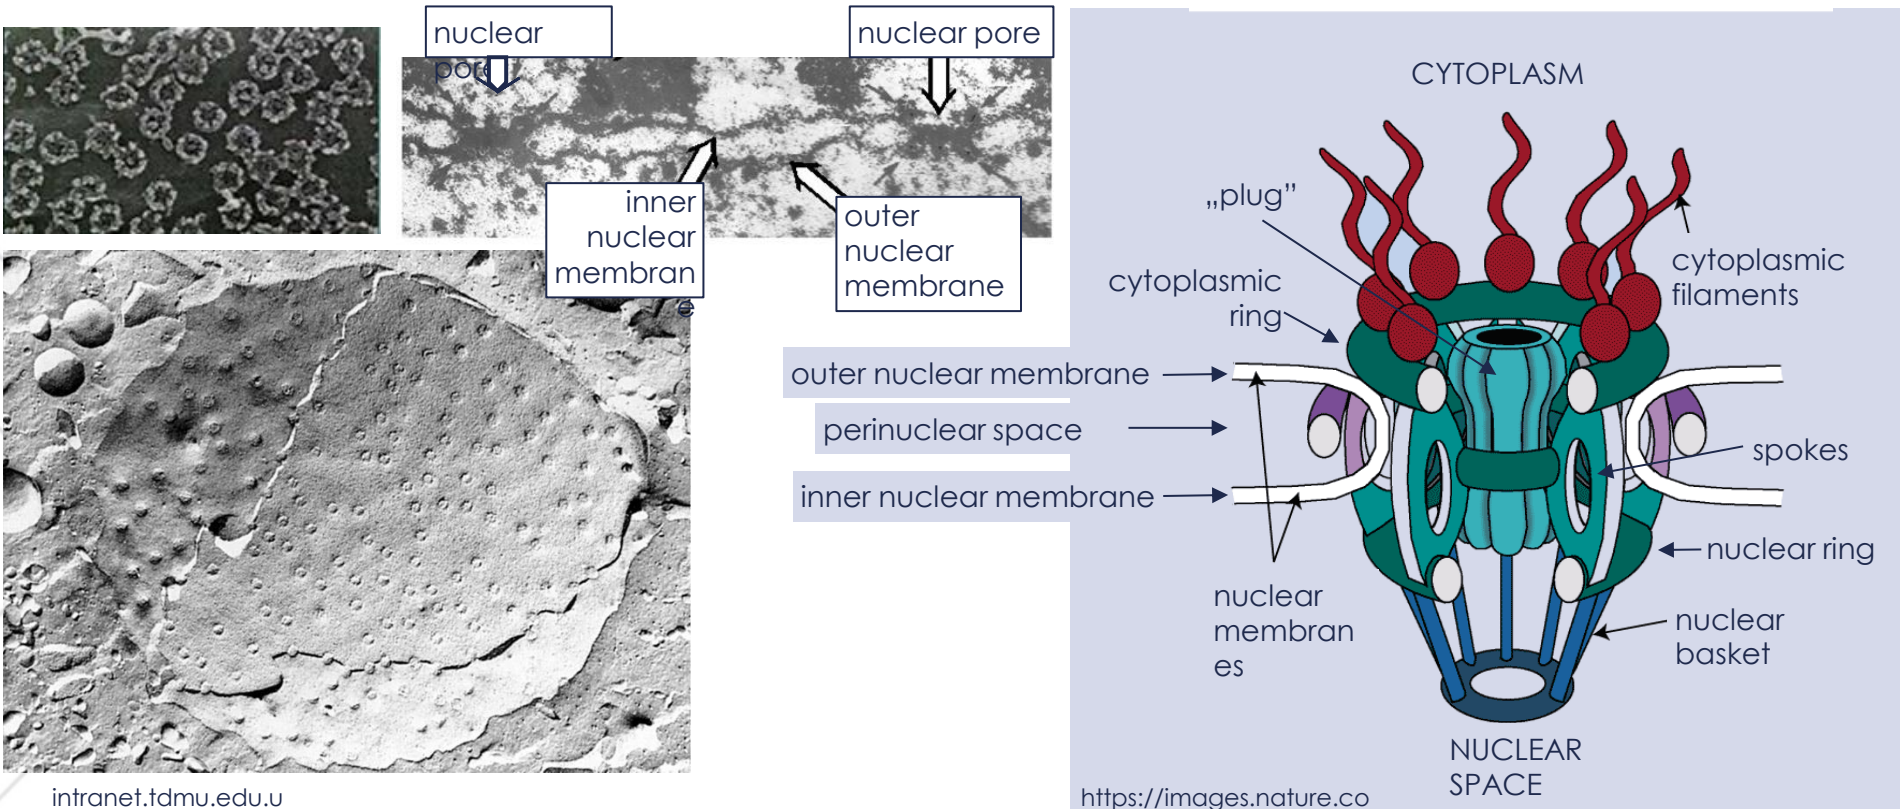 nuclear
pore
nuclear pore
inner
nuclear
membran
e
outer
nuclear
membrane
CYTOPLASM
„plug”
cytoplasmic
ring
cytoplasmic
filaments
outer nuclear membrane
perinuclear space
inner nuclear membrane
spokes
nuclear ring
nuclear
membran
es
nuclear
basket
NUCLEAR
SPACE
intranet.tdmu.edu.u
https://images.nature.co